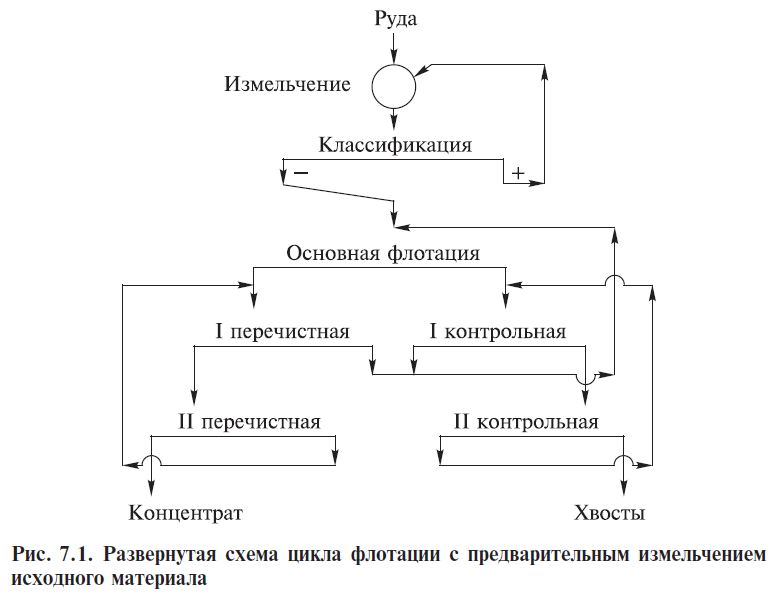 Руда
Измельчение
Классификация
− +
Основная флотация
I перечистная I контрольная
II перечистная II контрольная
Концентрат Хвосты
Рис. 7.1. Развернутая схема цикла флотации с предварительным измельчением
исходного материала